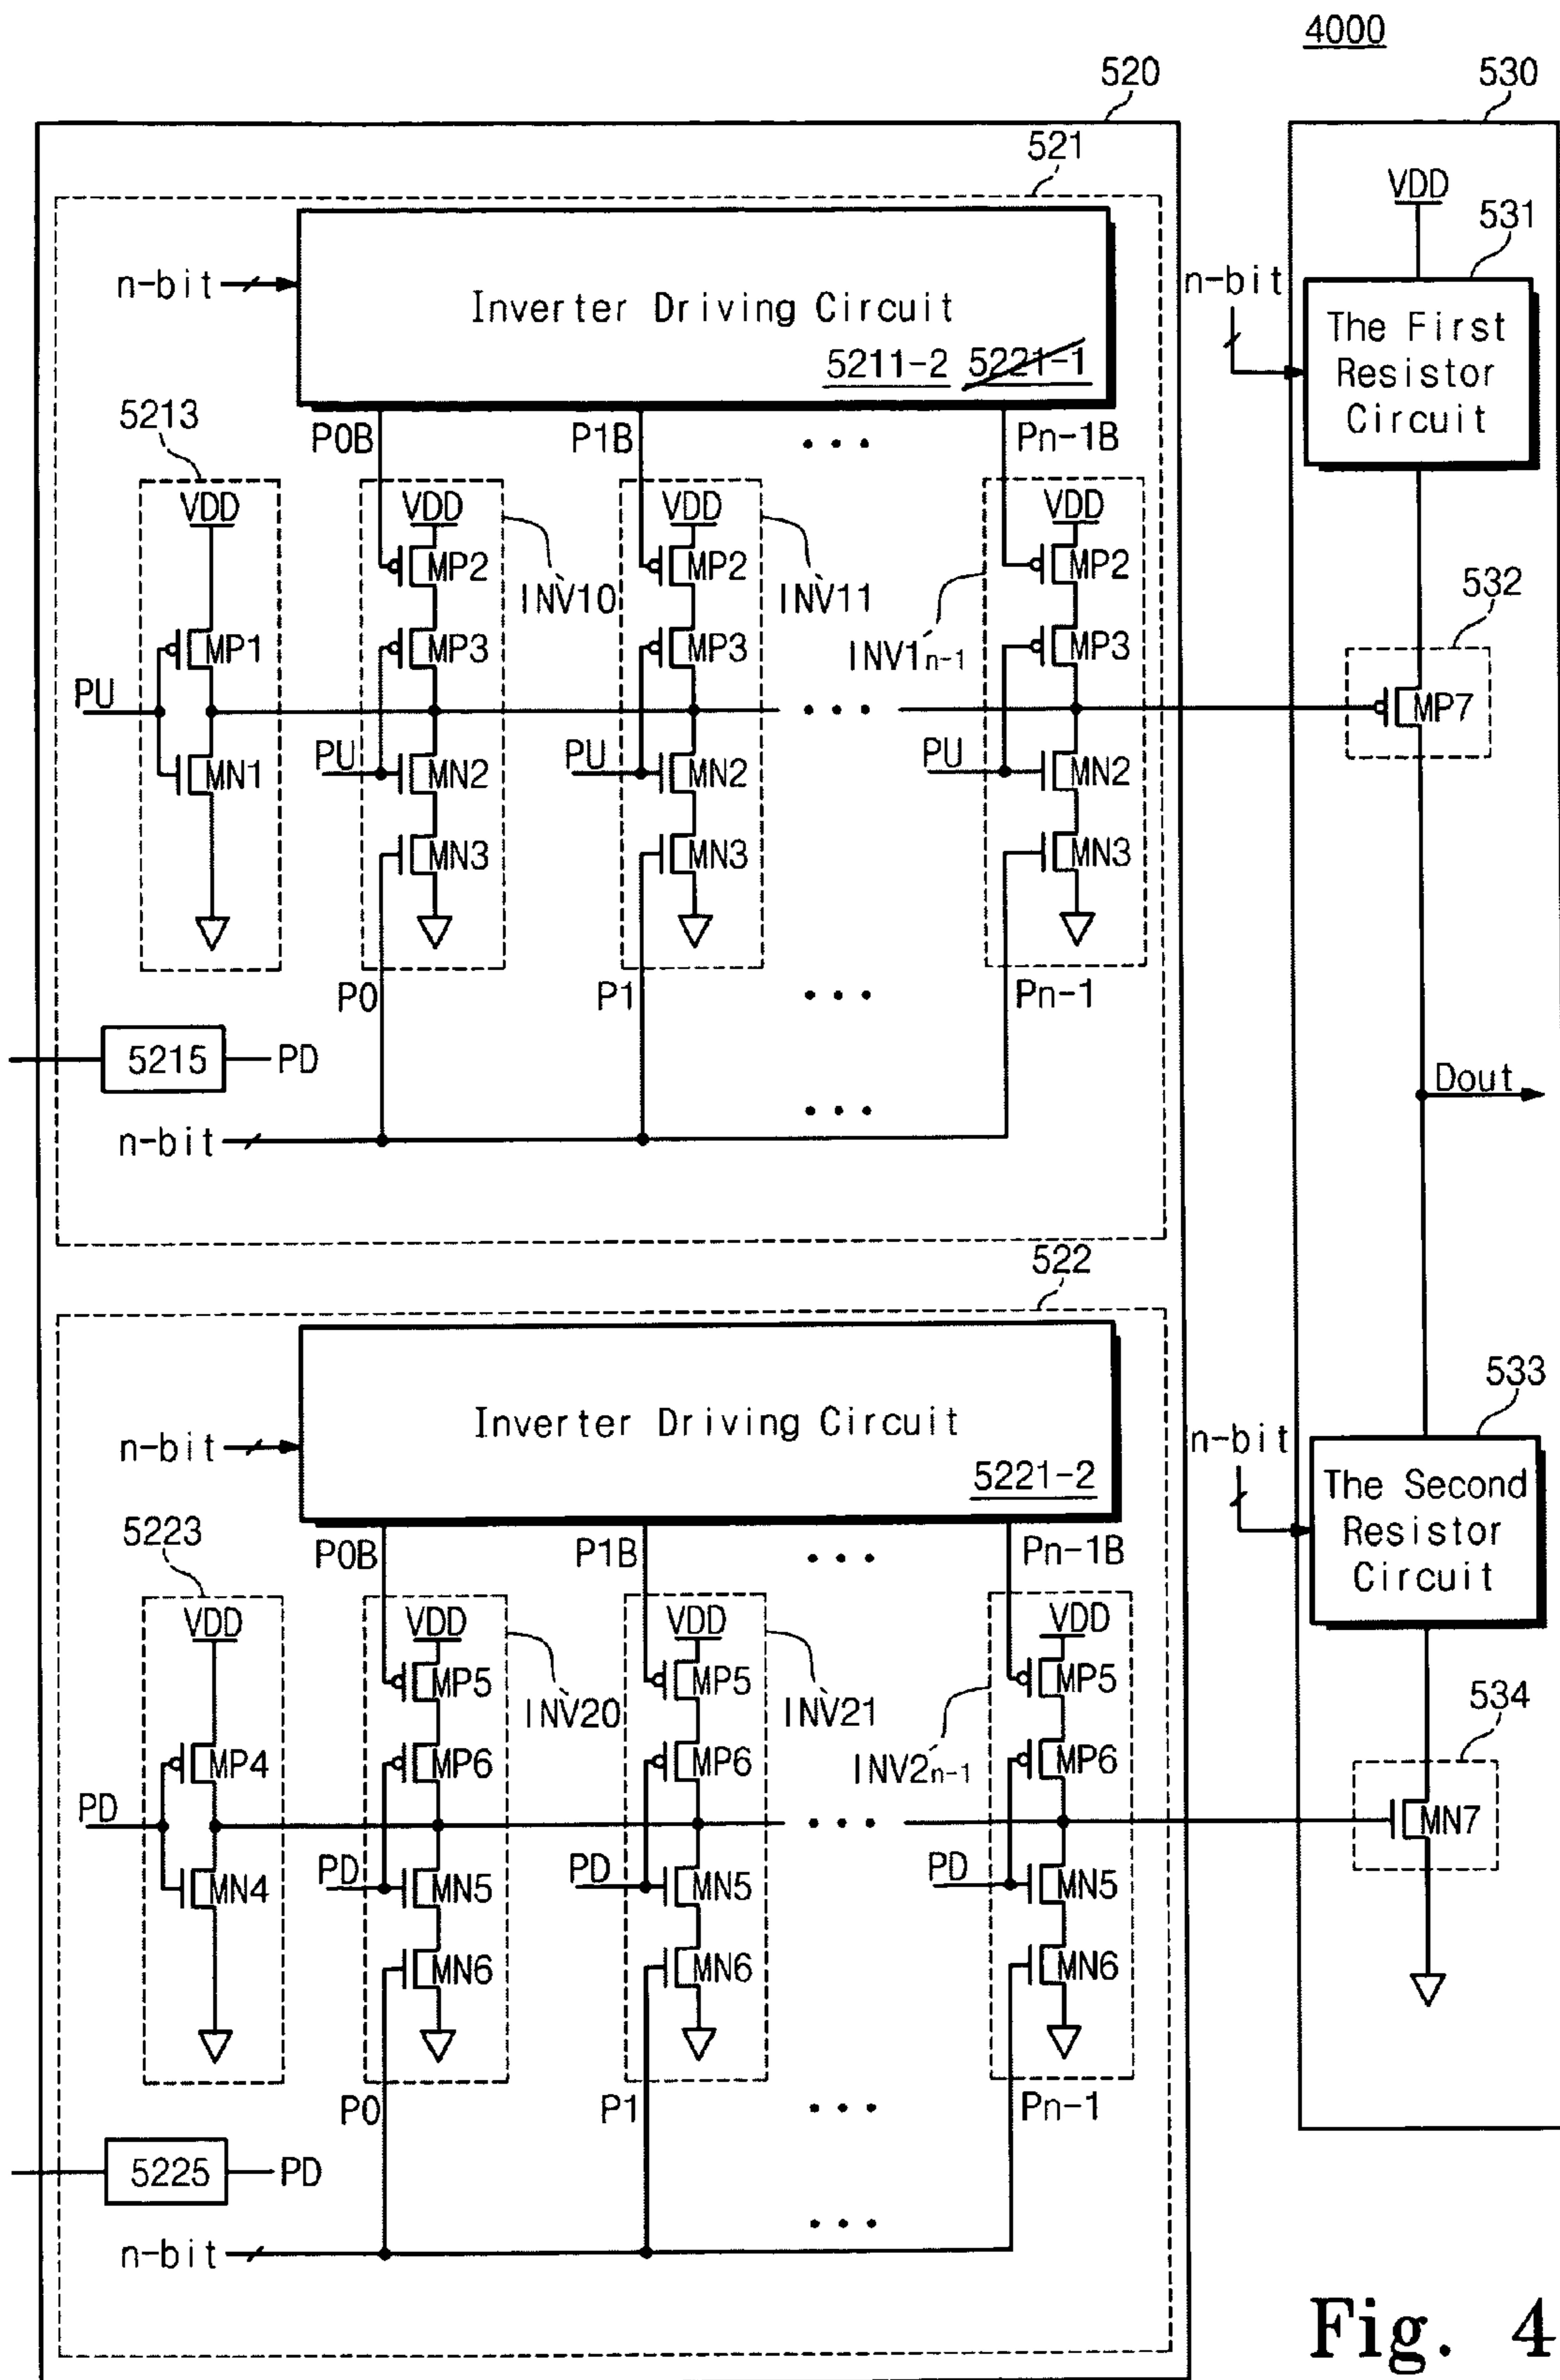 4000
520
530
521
VDD
531
n-bit
Inverter Driving Circuit
5211-2 5221-1
n-bit
The First
Resistor
Circuit
5213
P0B
P1B
...
Pn-1B
VDD
VDD
VDD
VDD
MP2
INV10
MP2
INV11
MP2
INV1n-1
532
MP1
MP3
MP3
MP3
PU
MP7
MN1
PU
MN2
PU
MN2
PU
MN2
MN3
MN3
MN3
P0
P1
...
Pn-1
5215
PD
Dout
...
n-bit
522
533
Inverter Driving Circuit
n-bit
5221-2
n-bit
The Second
Resistor
Circuit
5223
P0B
P1B
...
Pn-1B
VDD
VDD
VDD
VDD
MP5
INV20
MP5
INV21
MP5
INV2n-1
534
MP4
MP6
MP6
MP6
PD
MN7
MN4
PD
MN5
PD
MN5
PD
MN5
MN6
MN6
MN6
P0
P1
...
Pn-1
5225
PD
...
n-bit
Fig. 4